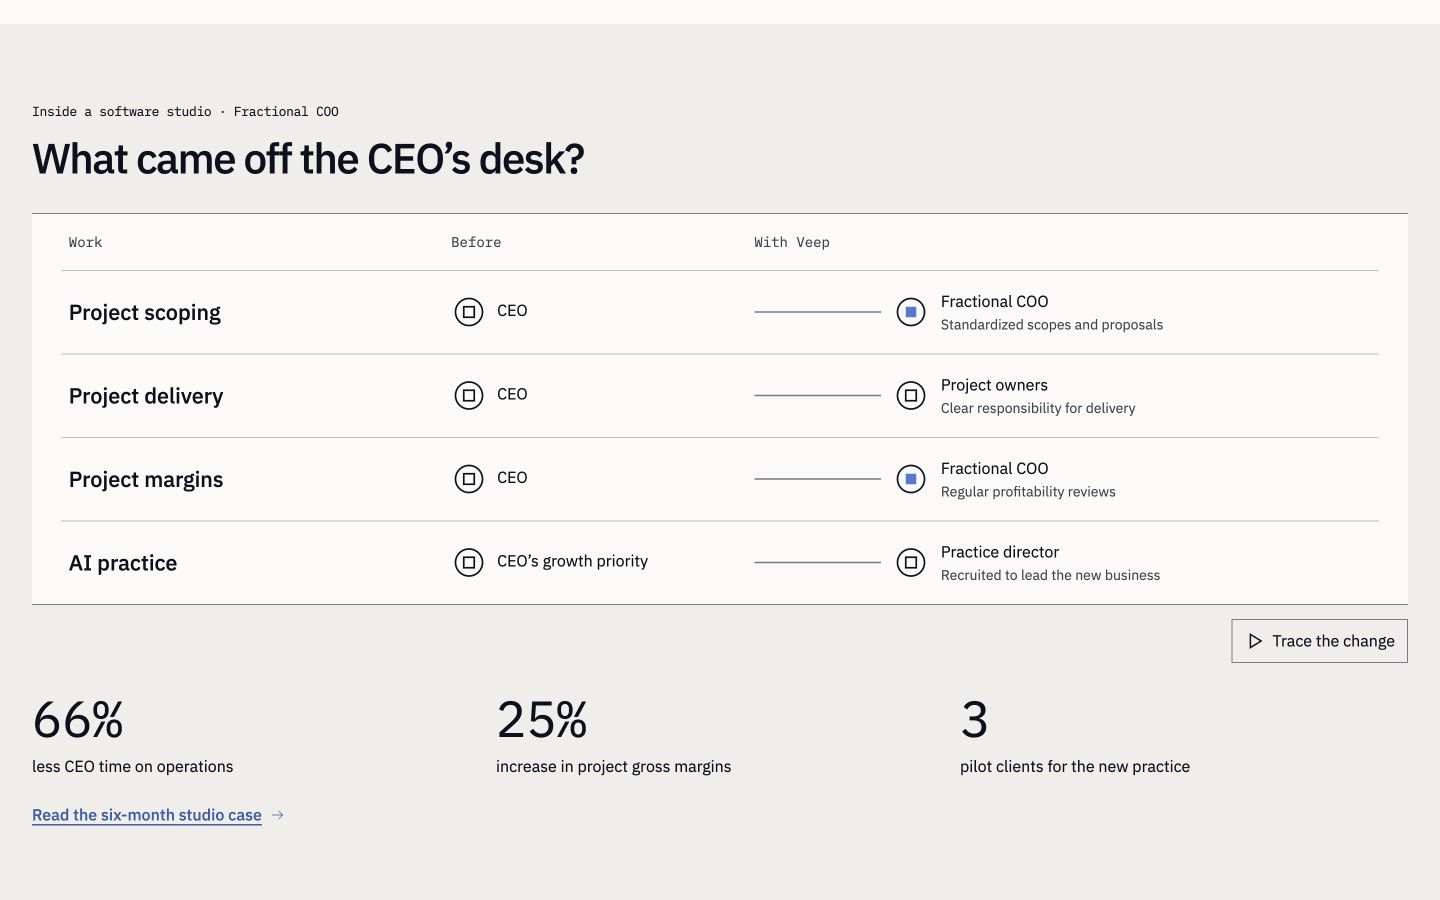 Inside a software studio · Fractional COO
What came off the CEO’s desk?
Work
Before
With Veep
Project scoping
CEO
Fractional COO
Standardized scopes and proposals
Project delivery
CEO
Project owners
Clear responsibility for delivery
Project margins
CEO
Fractional COO
Regular profitability reviews
AI practice
CEO’s growth priority
Practice director
Recruited to lead the new business
Trace the change
66%
less CEO time on operations
25%
increase in project gross margins
3
pilot clients for the new practice
Read the six-month studio case →